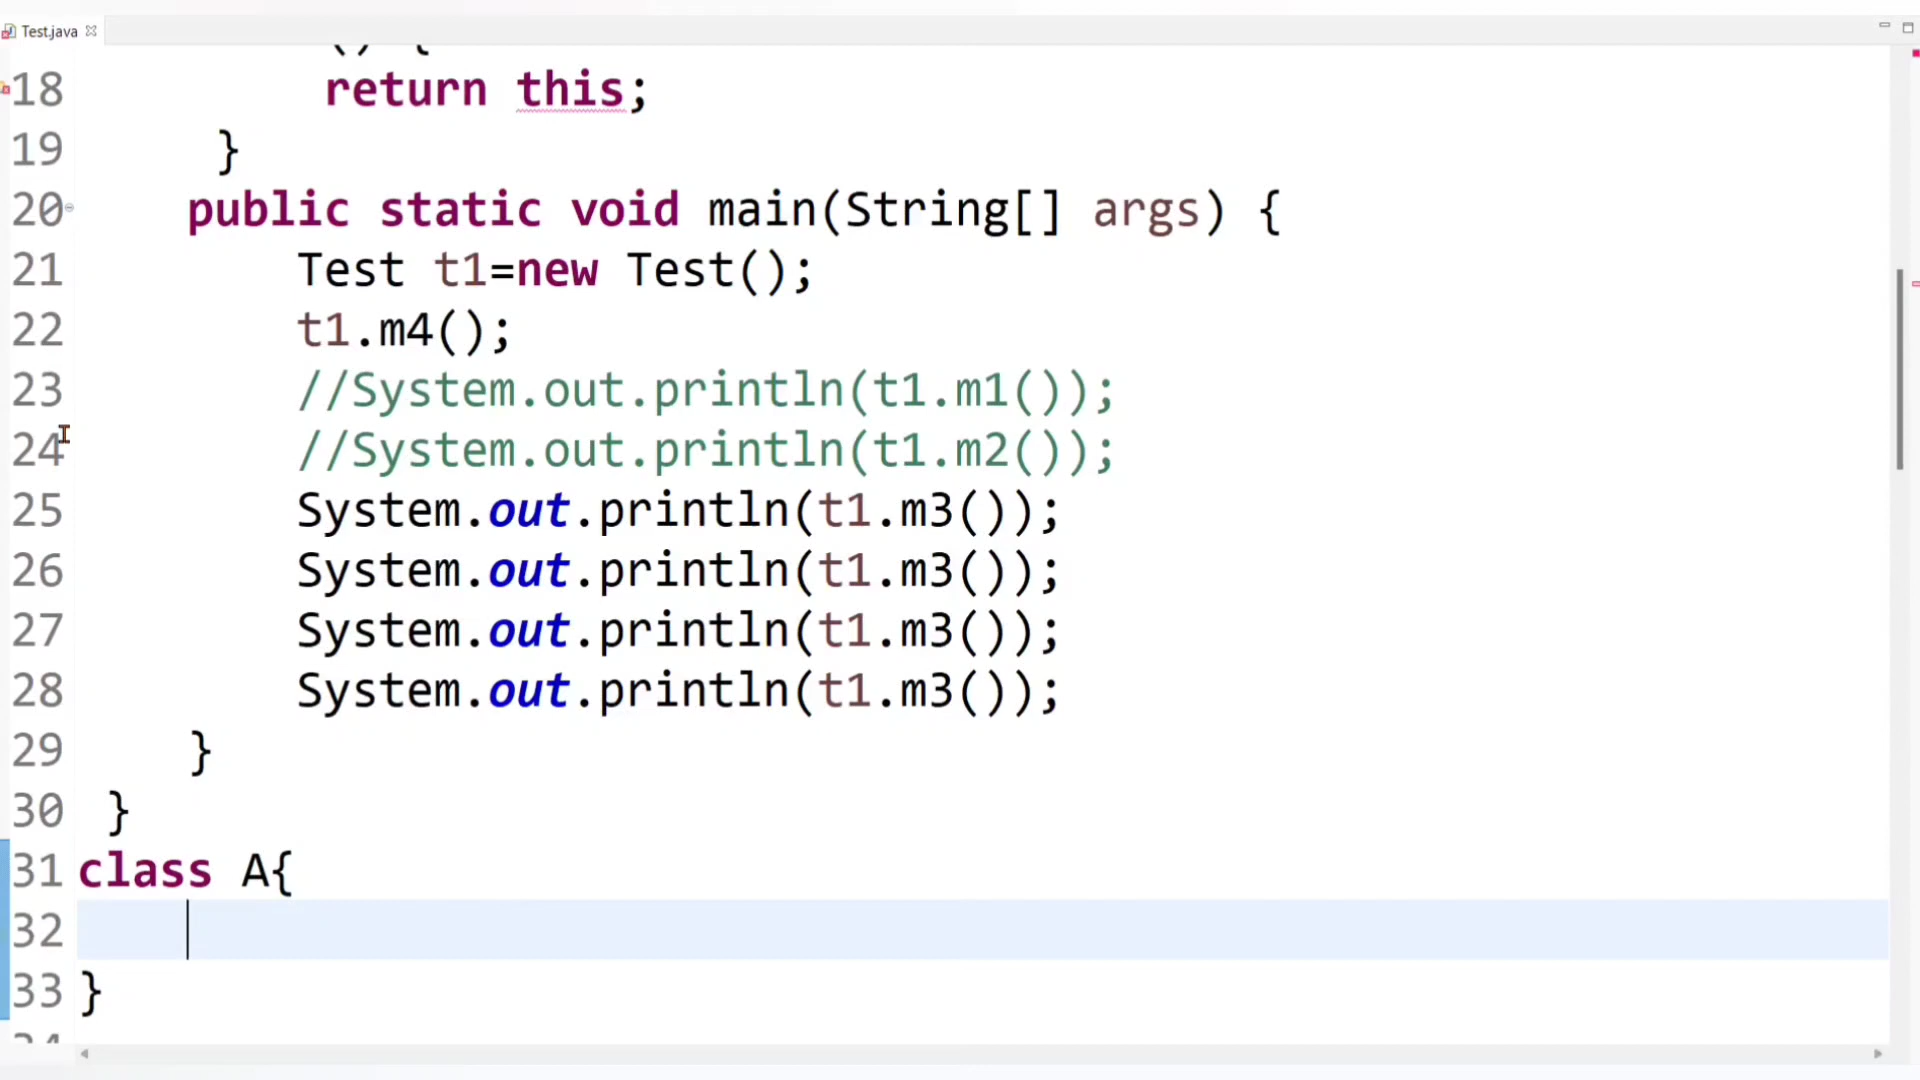 Test.java
() {
18 return this;
19 }
20 public static void main(String[] args) {
21 Test t1=new Test();
22 t1.m4();
23 //System.out.println(t1.m1());
24 //System.out.println(t1.m2());
25 System.out.println(t1.m3());
26 System.out.println(t1.m3());
27 System.out.println(t1.m3());
28 System.out.println(t1.m3());
29 }
30 }
31 class A{
32
33 }